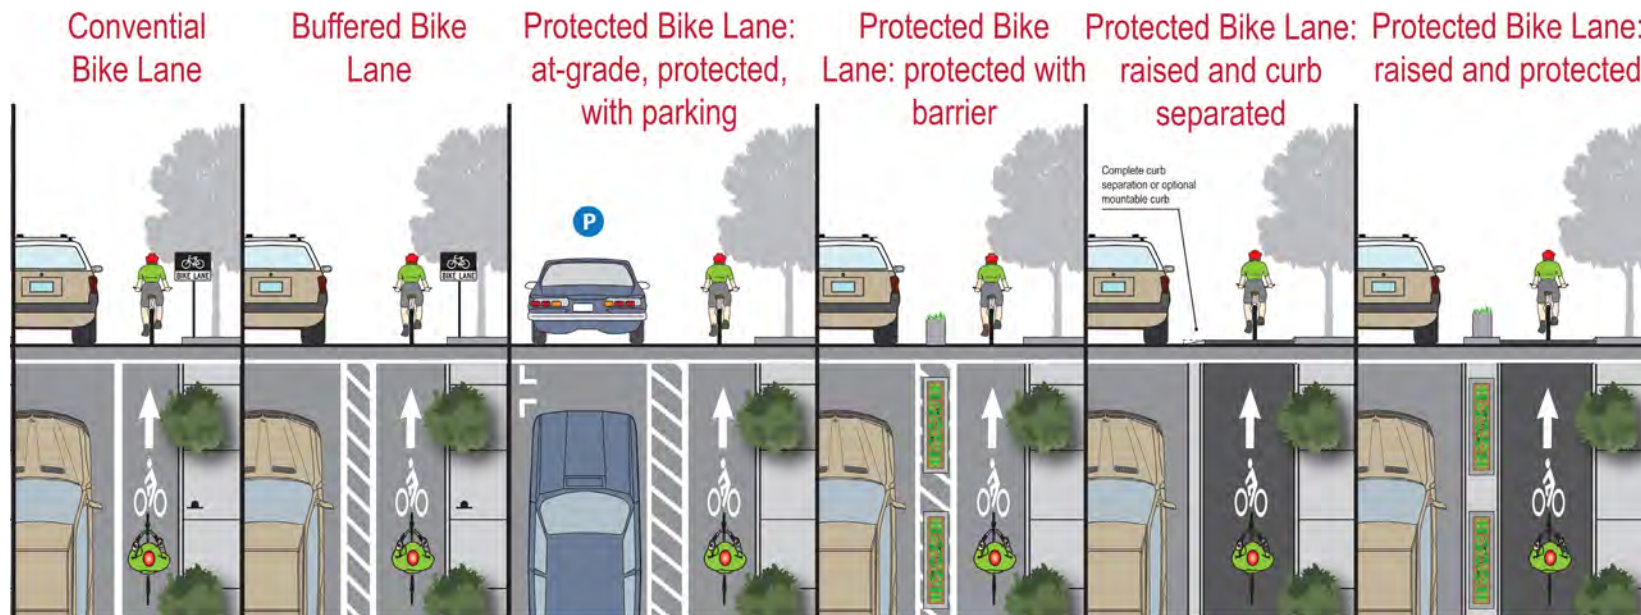 Convential
Bike Lane
Buffered Bike
Lane
Protected Bike Lane:
at-grade, protected,
with parking
Protected Bike
Lane: protected with
barrier
Protected Bike Lane:
raised and curb
separated
Protected Bike Lane:
raised and protected
Complete curb
separation or optional
mountable curb
P
BIKE LANE
BIKE LANE